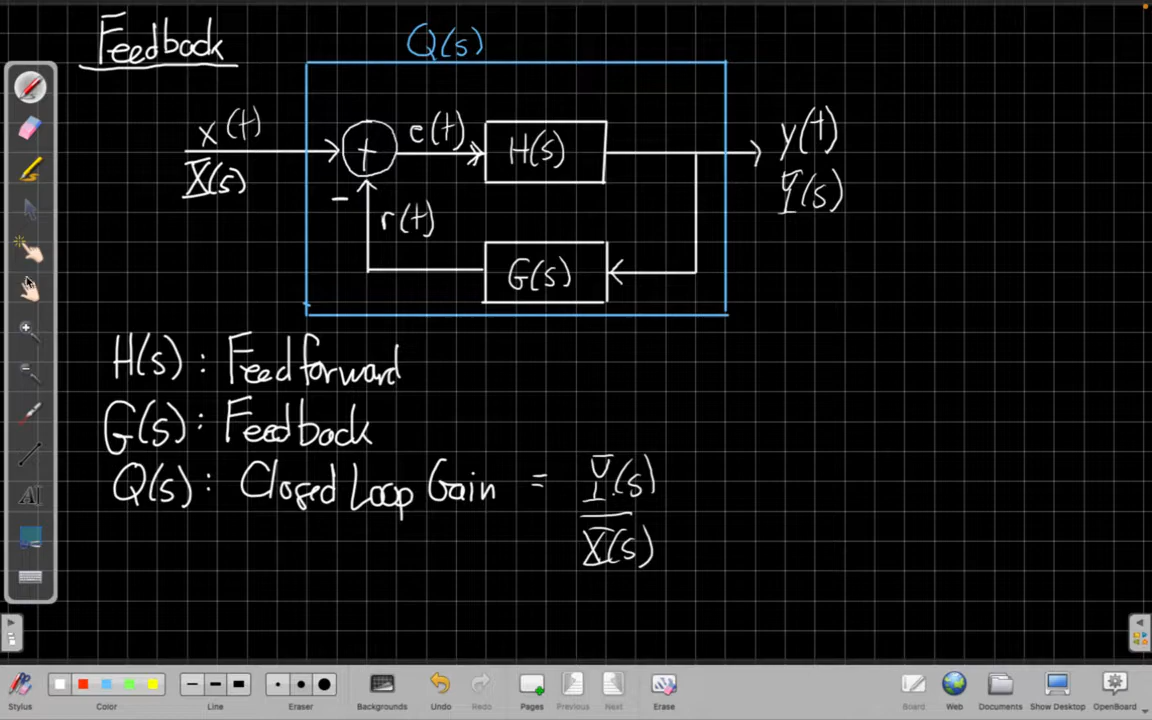 Feedback
Q(s)
x(t)
X(s)
+
-
e(t)
H(s)
y(t)
Y(s)
r(t)
G(s)
H(s) : Feedforward
G(s) : Feedback
Q(s) : Closed Loop Gain = Y(s)
X(s)
Stylus
Color
Line
Eraser
Backgrounds
Undo
Redo
Pages
Previous
Next
Erase
Board
Web
Documents
Show Desktop
OpenBoard